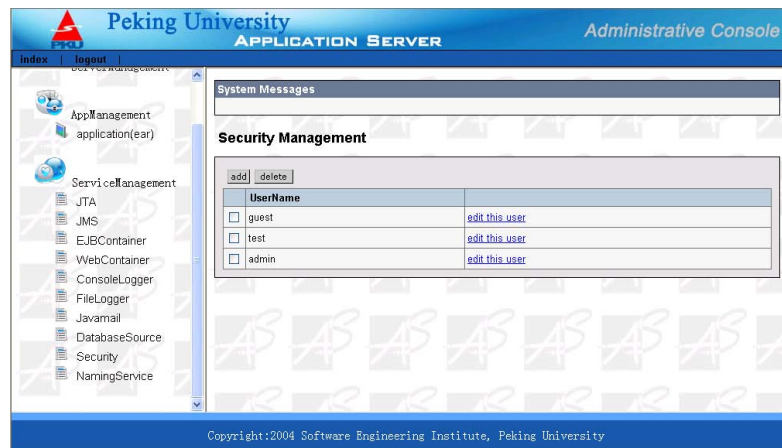 Peking University
APPLICATION SERVER
Administrative Console
PKU
index | logout |
ServerManagement
AppManagement
application(ear)
ServiceManagement
JTA
JMS
EJBContainer
WebContainer
ConsoleLogger
FileLogger
Javamail
DatabaseSource
Security
NamingService
System Messages
Security Management
add delete
UserName
guest edit this user
test edit this user
admin edit this user
Copyright:2004 Software Engineering Institute, Peking University